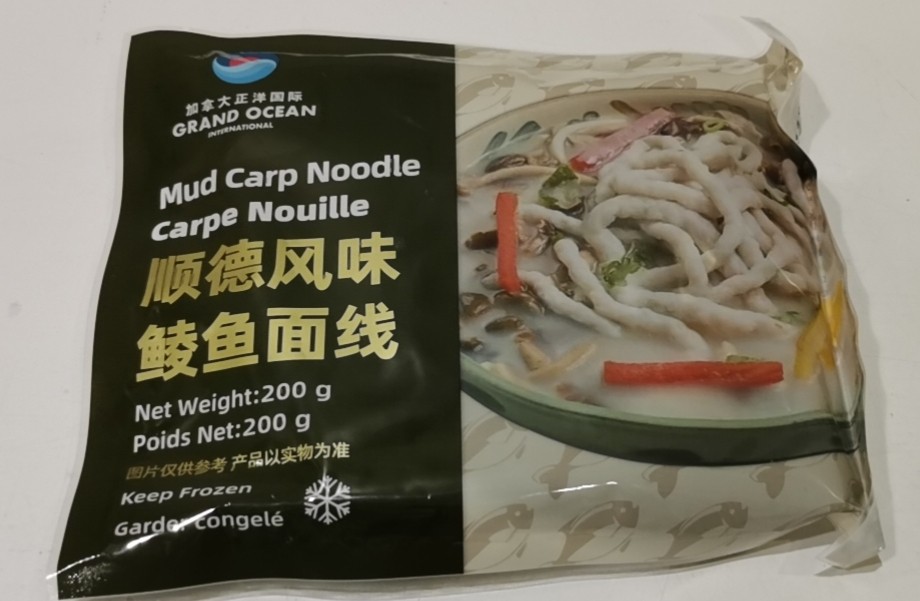 加拿大正洋国际
GRAND OCEAN
INTERNATIONAL
Mud Carp Noodle
Carpe Nouille
顺德风味
鲮鱼面线
Net Weight:200 g
Poids Net:200 g
图片仅供参考 产品以实物为准
Keep Frozen
Garder congelé